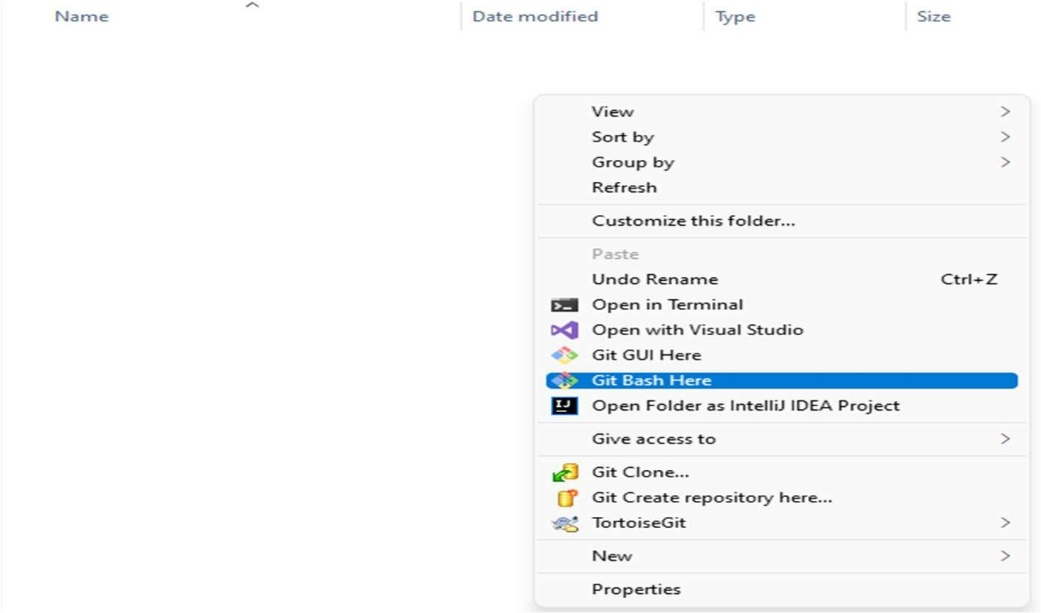 Name Date modified Type Size
View
Sort by
Group by
Refresh
Customize this folder...
Paste
Undo Rename Ctrl+Z
Open in Terminal
Open with Visual Studio
Git GUI Here
Git Bash Here
Open Folder as IntelliJ IDEA Project
Give access to
Git Clone...
Git Create repository here...
TortoiseGit
New
Properties